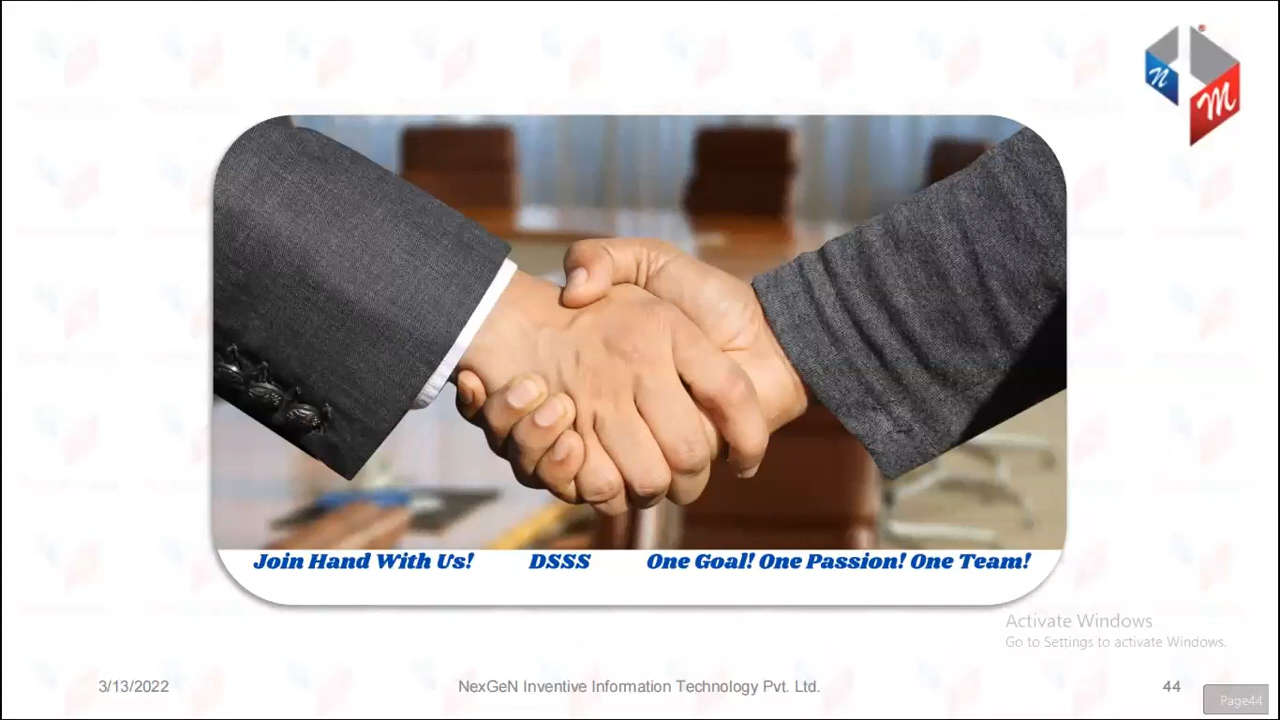 n
m
Join Hand With Us! DSSS One Goal! One Passion! One Team!
Activate Windows
Go to Settings to activate Windows.
3/13/2022 NexGeN Inventive Information Technology Pvt. Ltd. 44
Page44